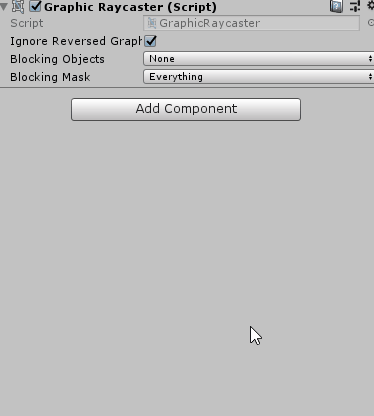 Graphic Raycaster (Script)
Script GraphicRaycaster
Ignore Reversed Graph
Blocking Objects None
Blocking Mask Everything
Add Component